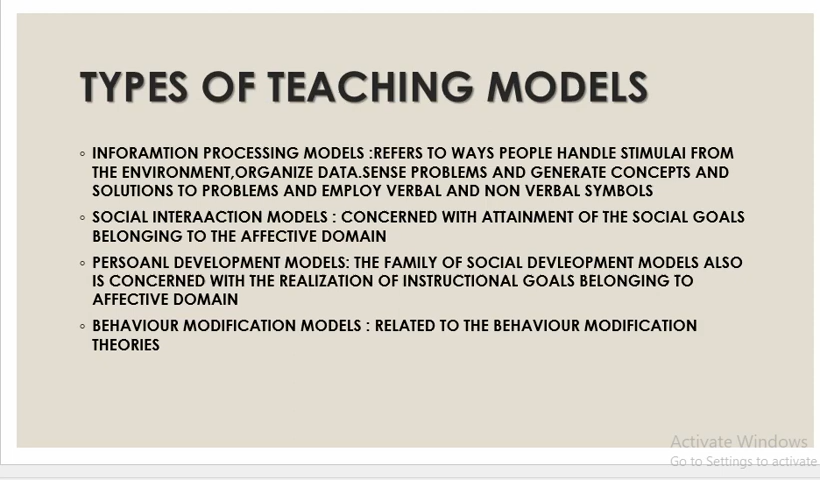 TYPES OF TEACHING MODELS
◦ INFORAMTION PROCESSING MODELS :REFERS TO WAYS PEOPLE HANDLE STIMULAI FROM
THE ENVIRONMENT,ORGANIZE DATA.SENSE PROBLEMS AND GENERATE CONCEPTS AND
SOLUTIONS TO PROBLEMS AND EMPLOY VERBAL AND NON VERBAL SYMBOLS
◦ SOCIAL INTERAACTION MODELS : CONCERNED WITH ATTAINMENT OF THE SOCIAL GOALS
BELONGING TO THE AFFECTIVE DOMAIN
◦ PERSOANL DEVELOPMENT MODELS: THE FAMILY OF SOCIAL DEVLEOPMENT MODELS ALSO
IS CONCERNED WITH THE REALIZATION OF INSTRUCTIONAL GOALS BELONGING TO
AFFECTIVE DOMAIN
◦ BEHAVIOUR MODIFICATION MODELS : RELATED TO THE BEHAVIOUR MODIFICATION
THEORIES
Activate Windows
Go to Settings to activate